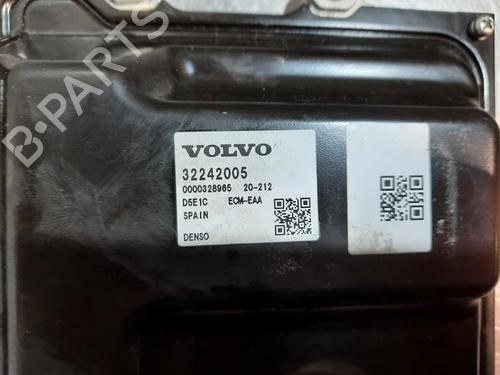 B-PARTS
VOLVO
32242005
0000328965 20-212
D5E1C ECM-EAA
SPAIN
DENSO